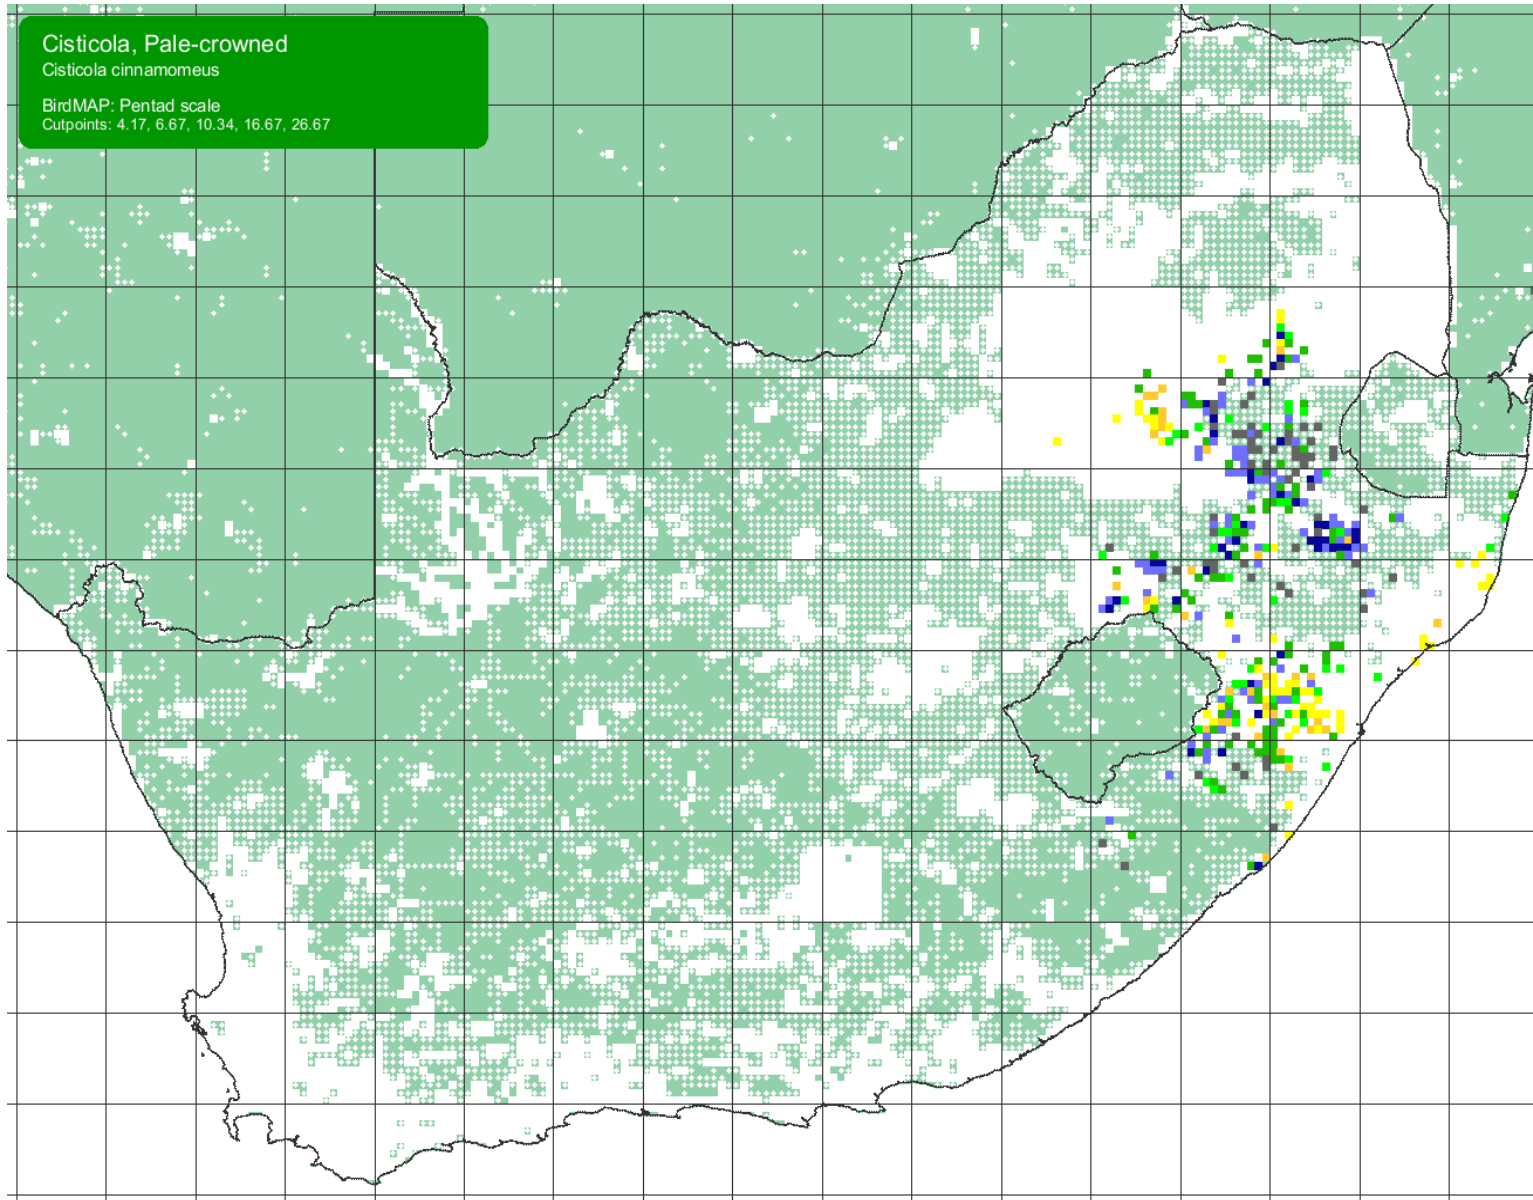 Cisticola, Pale-crowned
Cisticola cinnamomeus
BirdMAP: Pentad scale
Cutpoints: 4.17, 6.67, 10.34, 16.67, 26.67